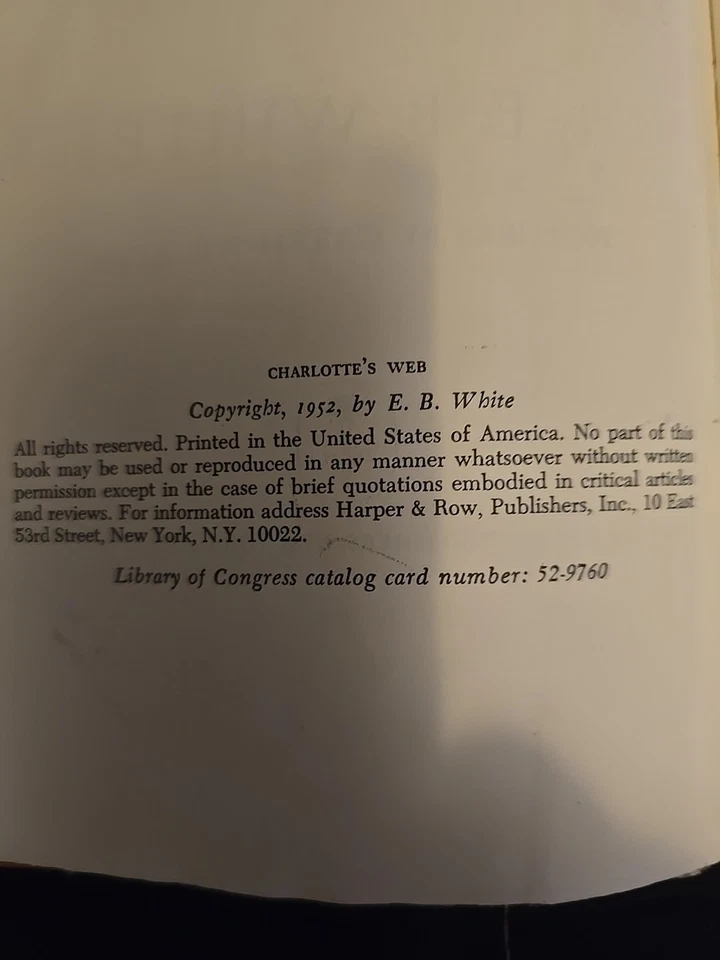 CHARLOTTE'S WEB
Copyright, 1952, by E. B. White
All rights reserved. Printed in the United States of America. No part of this
book may be used or reproduced in any manner whatsoever without written
permission except in the case of brief quotations embodied in critical articles
and reviews. For information address Harper & Row, Publishers, Inc., 10 East
53rd Street, New York, N.Y. 10022.
Library of Congress catalog card number: 52-9760